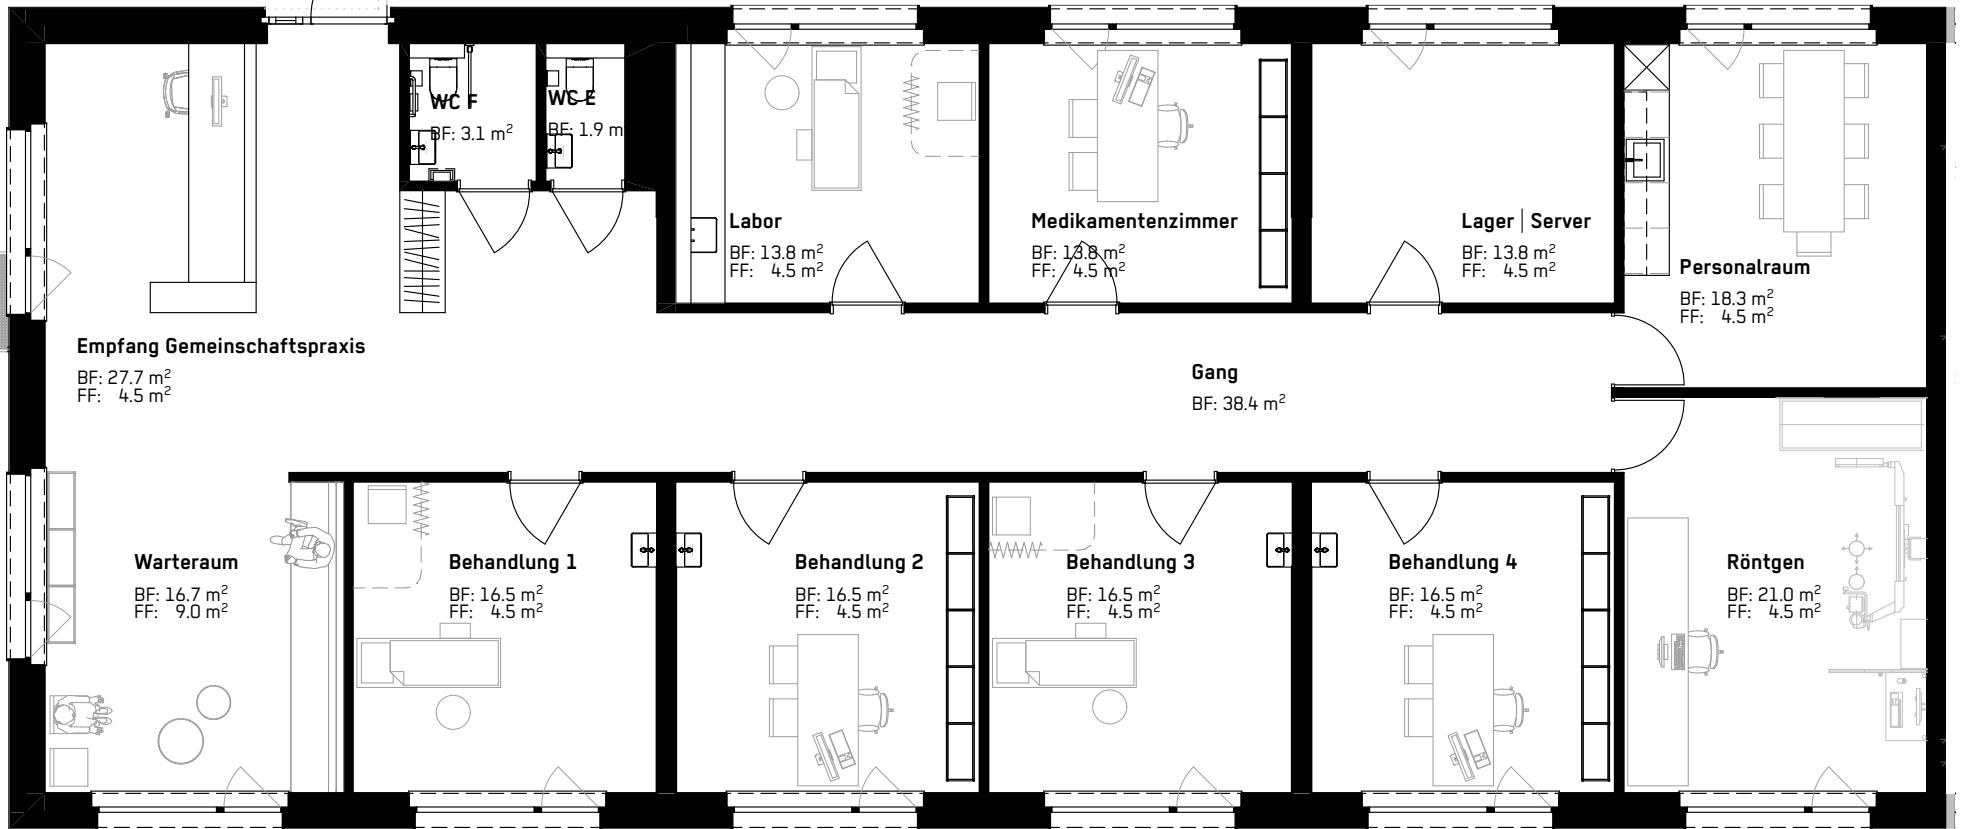 WC F
BF: 3.1 m²
WC E
BF: 1.9 m
Labor
BF: 13.8 m²
FF: 4.5 m²
Medikamentenzimmer
BF: 13.8 m²
FF: 4.5 m²
Lager | Server
BF: 13.8 m²
FF: 4.5 m²
Personalraum
BF: 18.3 m²
FF: 4.5 m²
Empfang Gemeinschaftspraxis
BF: 27.7 m²
FF: 4.5 m²
Gang
BF: 38.4 m²
Warteraum
BF: 16.7 m²
FF: 9.0 m²
Behandlung 1
BF: 16.5 m²
FF: 4.5 m²
Behandlung 2
BF: 16.5 m²
FF: 4.5 m²
Behandlung 3
BF: 16.5 m²
FF: 4.5 m²
Behandlung 4
BF: 16.5 m²
FF: 4.5 m²
Röntgen
BF: 21.0 m²
FF: 4.5 m²